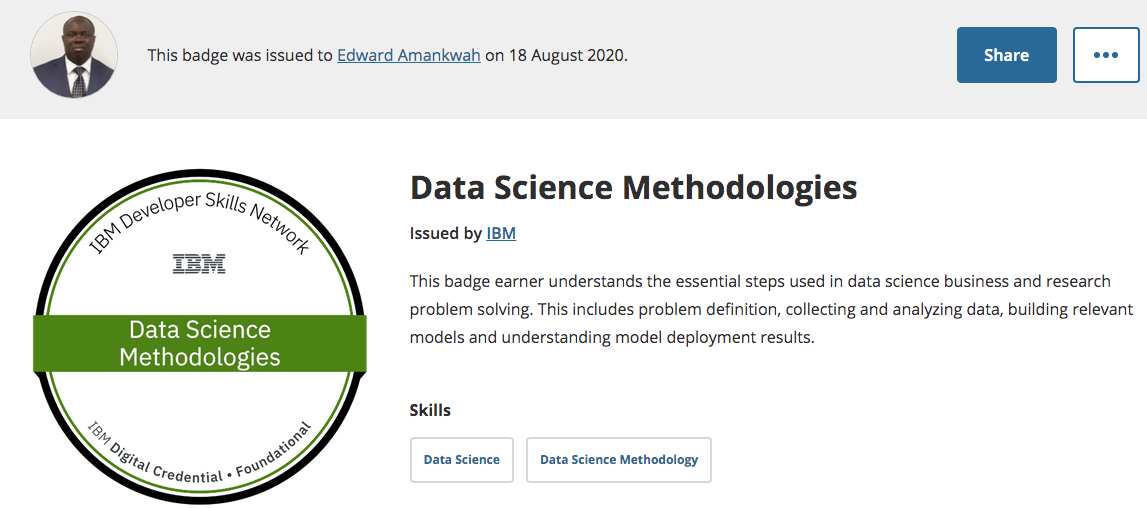 This badge was issued to Edward Amankwah on 18 August 2020.
Share
IBM Developer Skills Network
IBM
Data Science
Methodologies
IBM Digital Credential • Foundational
Data Science Methodologies
Issued by IBM
This badge earner understands the essential steps used in data science business and research
problem solving. This includes problem definition, collecting and analyzing data, building relevant
models and understanding model deployment results.
Skills
Data Science
Data Science Methodology